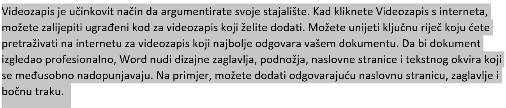 Videozapis je učinkovit način da argumentirate svoje stajalište. Kad kliknete Videozapis s interneta,
možete zalijepiti ugrađeni kod za videozapis koji želite dodati. Možete unijeti ključnu riječ koju ćete
pretraživati na internetu za videozapis koji najbolje odgovara vašem dokumentu. Da bi dokument
izgledao profesionalno, Word nudi dizajne zaglavlja, podnožja, naslovne stranice i tekstnog okvira koji
se međusobno nadopunjavaju. Na primjer, možete dodati odgovarajuću naslovnu stranicu, zaglavlje i
bočnu traku.